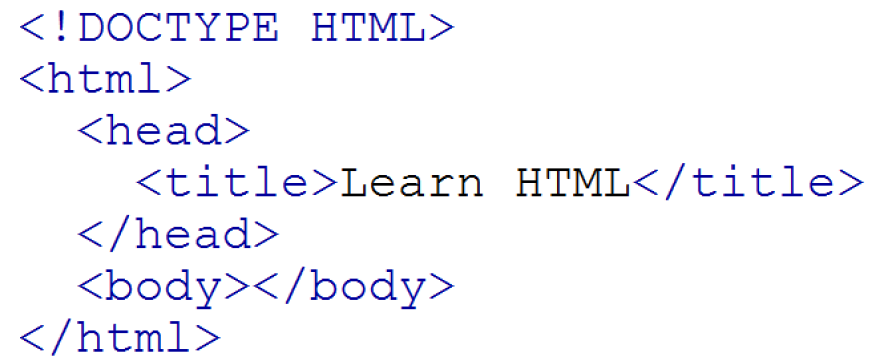 <!DOCTYPE HTML>
<html>
  <head>
    <title>Learn HTML</title>
  </head>
  <body></body>
</html>